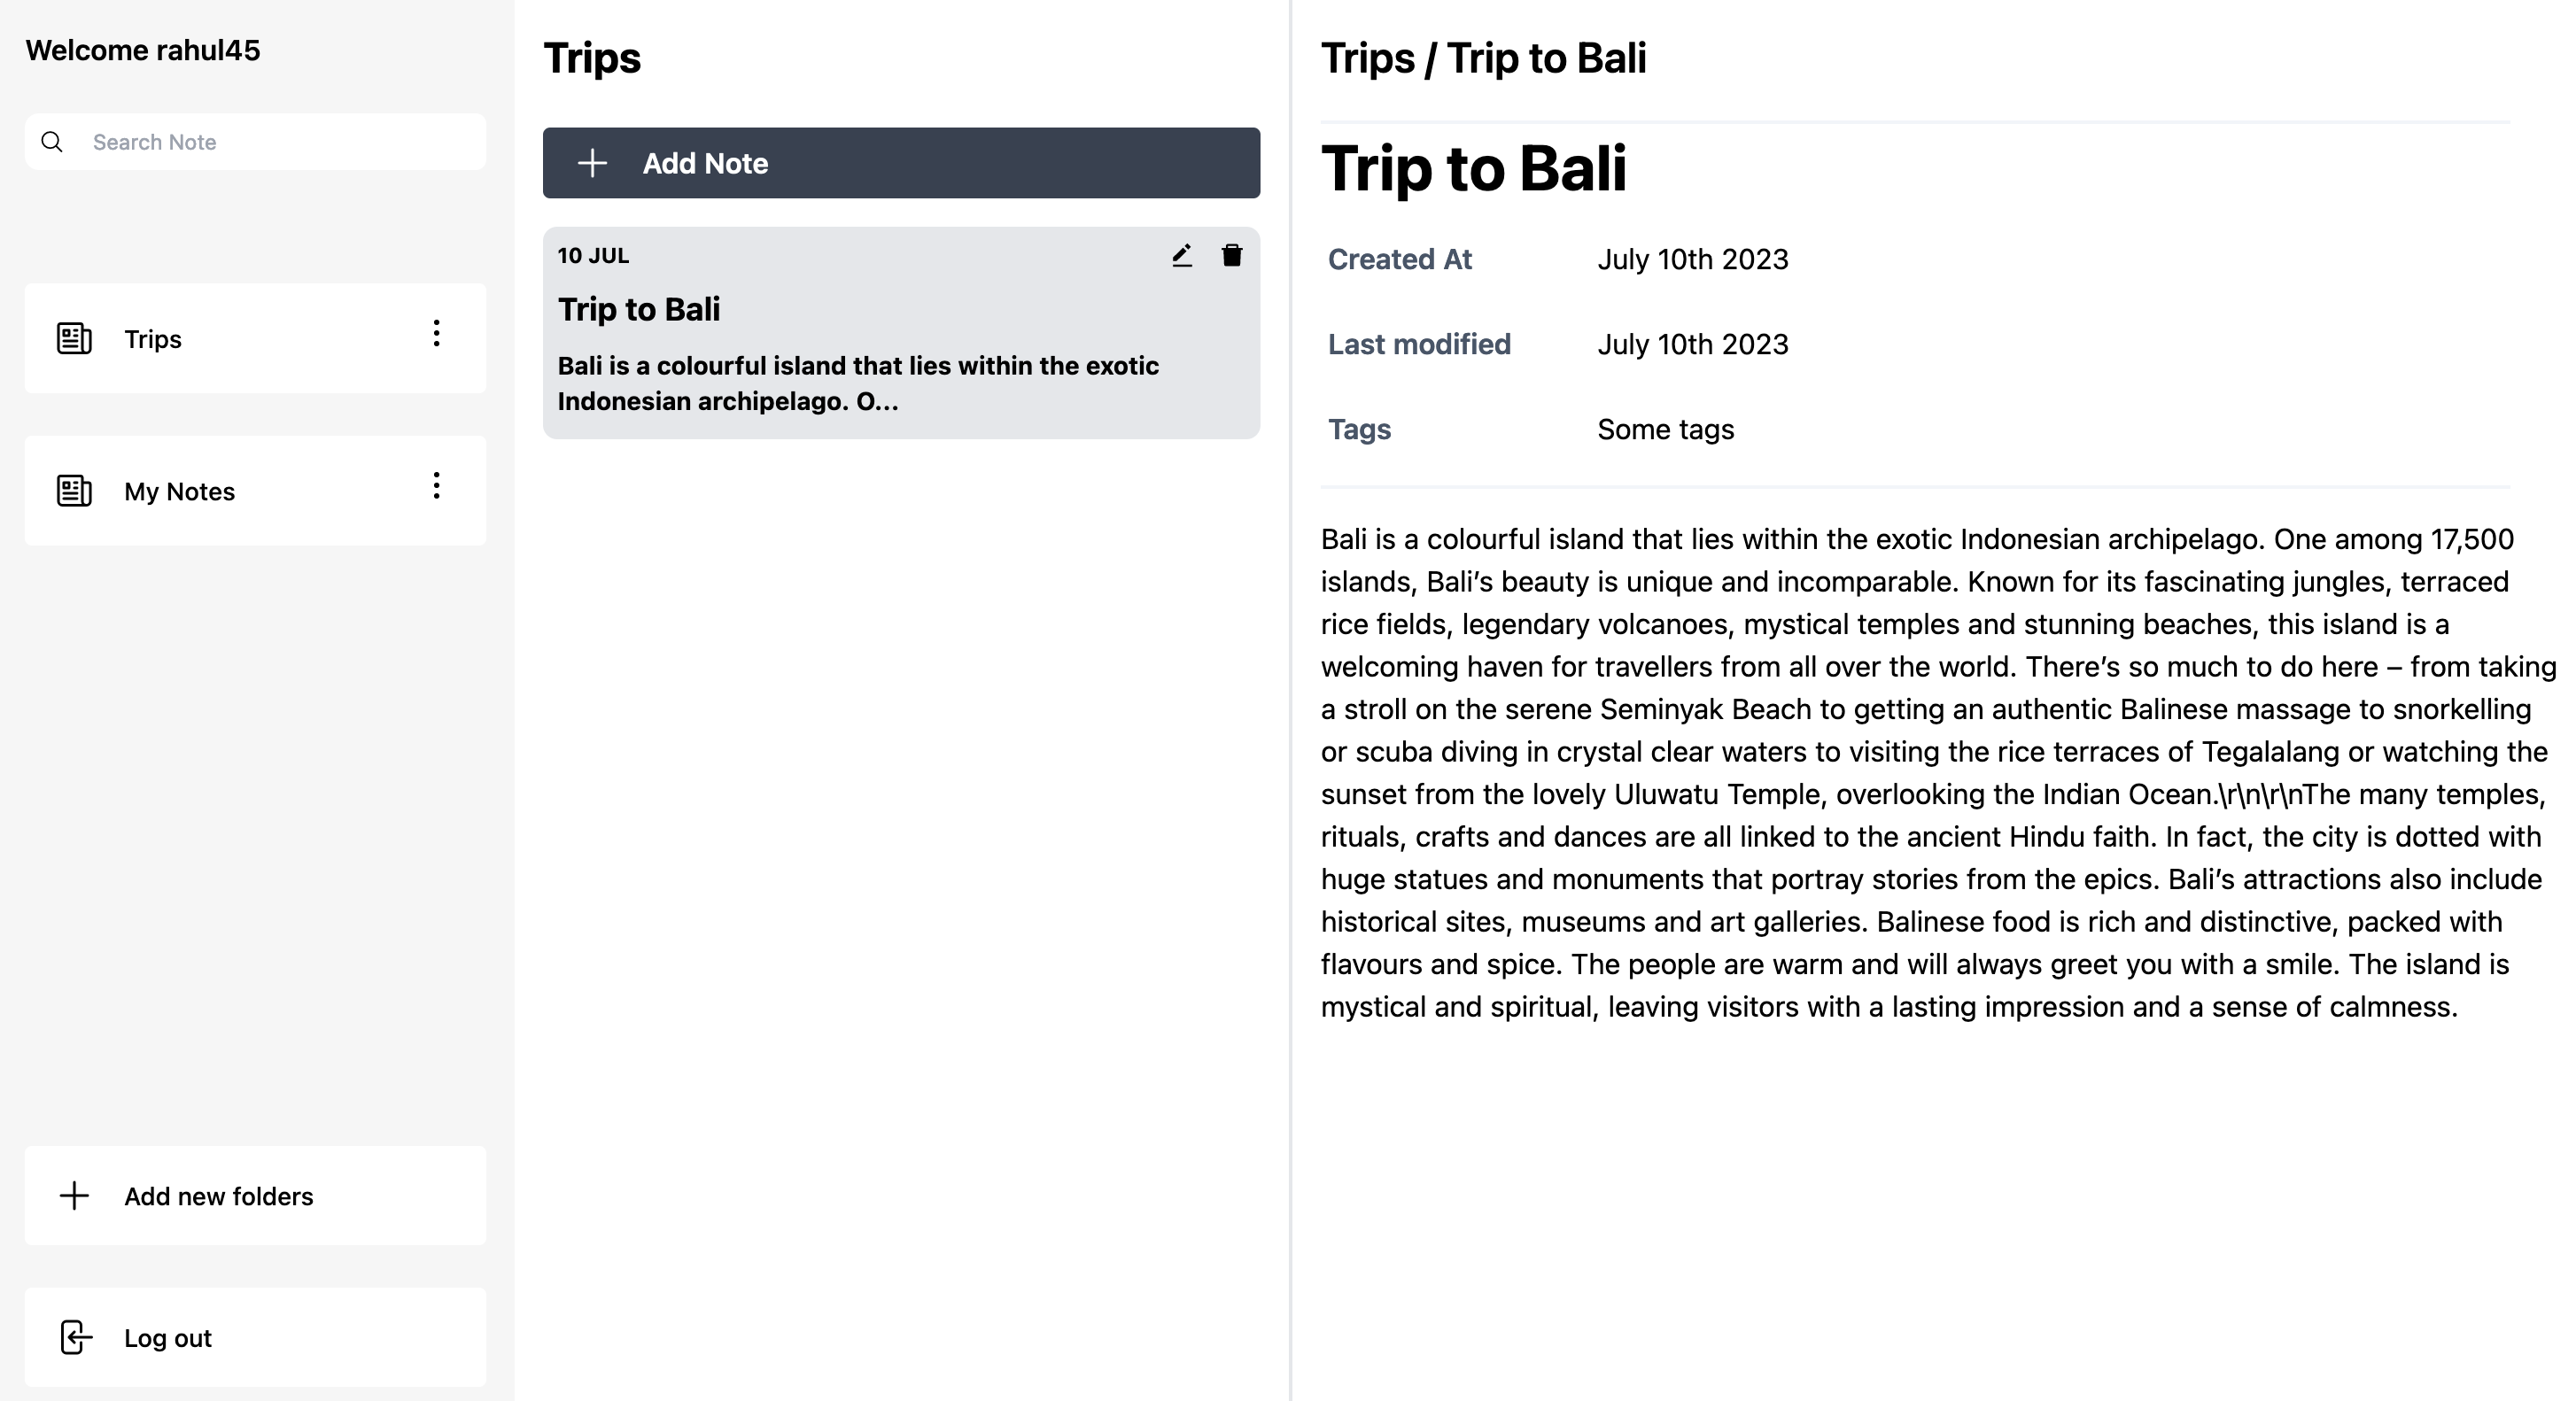 Welcome rahul45
Search Note
Trips
My Notes
Add new folders
Log out
Trips
Add Note
10 JUL
Trip to Bali
Bali is a colourful island that lies within the exotic
Indonesian archipelago. O...
Trips / Trip to Bali
Trip to Bali
Created At July 10th 2023
Last modified July 10th 2023
Tags Some tags
Bali is a colourful island that lies within the exotic Indonesian archipelago. One among 17,500
islands, Bali’s beauty is unique and incomparable. Known for its fascinating jungles, terraced
rice fields, legendary volcanoes, mystical temples and stunning beaches, this island is a
welcoming haven for travellers from all over the world. There’s so much to do here – from taking
a stroll on the serene Seminyak Beach to getting an authentic Balinese massage to snorkelling
or scuba diving in crystal clear waters to visiting the rice terraces of Tegalalang or watching the
sunset from the lovely Uluwatu Temple, overlooking the Indian Ocean.\r\n\r\nThe many temples,
rituals, crafts and dances are all linked to the ancient Hindu faith. In fact, the city is dotted with
huge statues and monuments that portray stories from the epics. Bali’s attractions also include
historical sites, museums and art galleries. Balinese food is rich and distinctive, packed with
flavours and spice. The people are warm and will always greet you with a smile. The island is
mystical and spiritual, leaving visitors with a lasting impression and a sense of calmness.